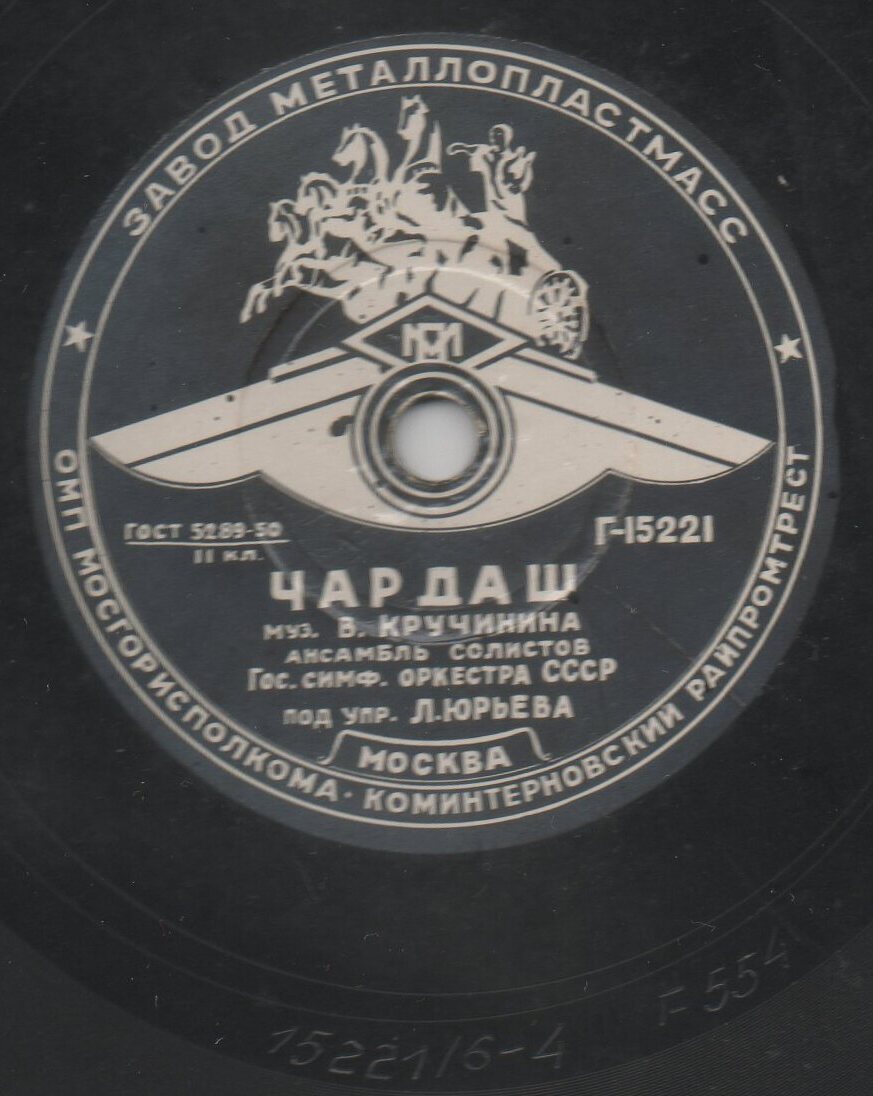 ЗАВОД МЕТАЛЛОПЛАСТМАСС
ГОСТ 5289-50
II кл.
Г-15221
ЧАРДАШ
муз. В. КРУЧИНИНА
АНСАМБЛЬ СОЛИСТОВ
Гос. симф. ОРКЕСТРА СССР
под упр. Л.ЮРЬЕВА
МОСКВА
ОМП МОСГОРИСПОЛКОМА · КОМИНТЕРНОВСКИЙ РАЙПРОМТРЕСТ
15221/6-4
F 554